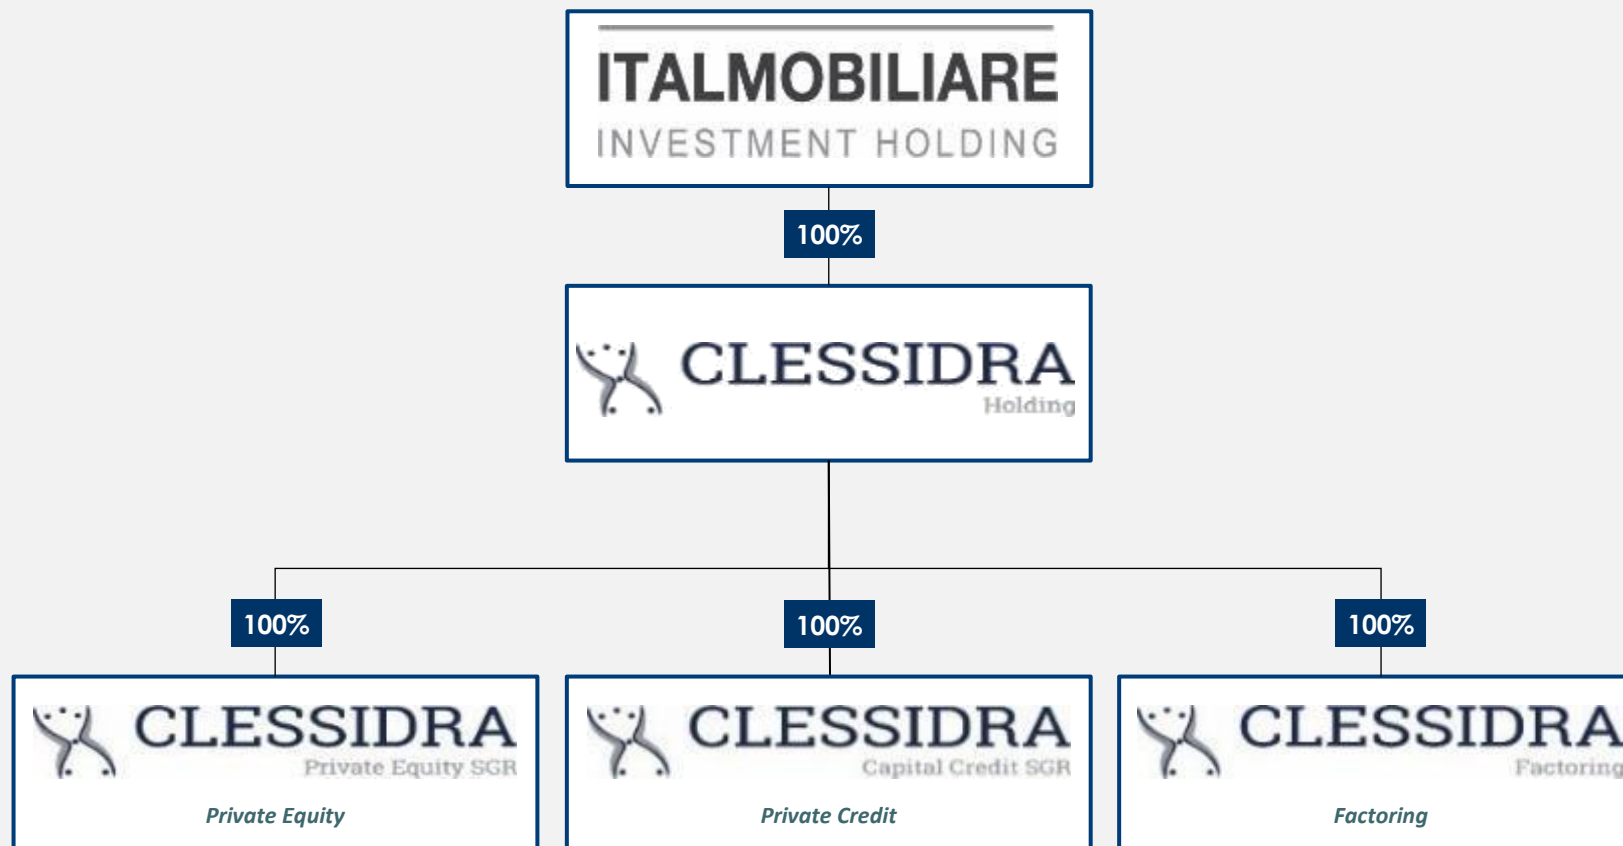 ITALMOBILIARE
INVESTMENT HOLDING
100%
CLESSIDRA
Holding
100%
100%
100%
CLESSIDRA
Private Equity SGR
Private Equity
CLESSIDRA
Capital Credit SGR
Private Credit
CLESSIDRA
Factoring
Factoring